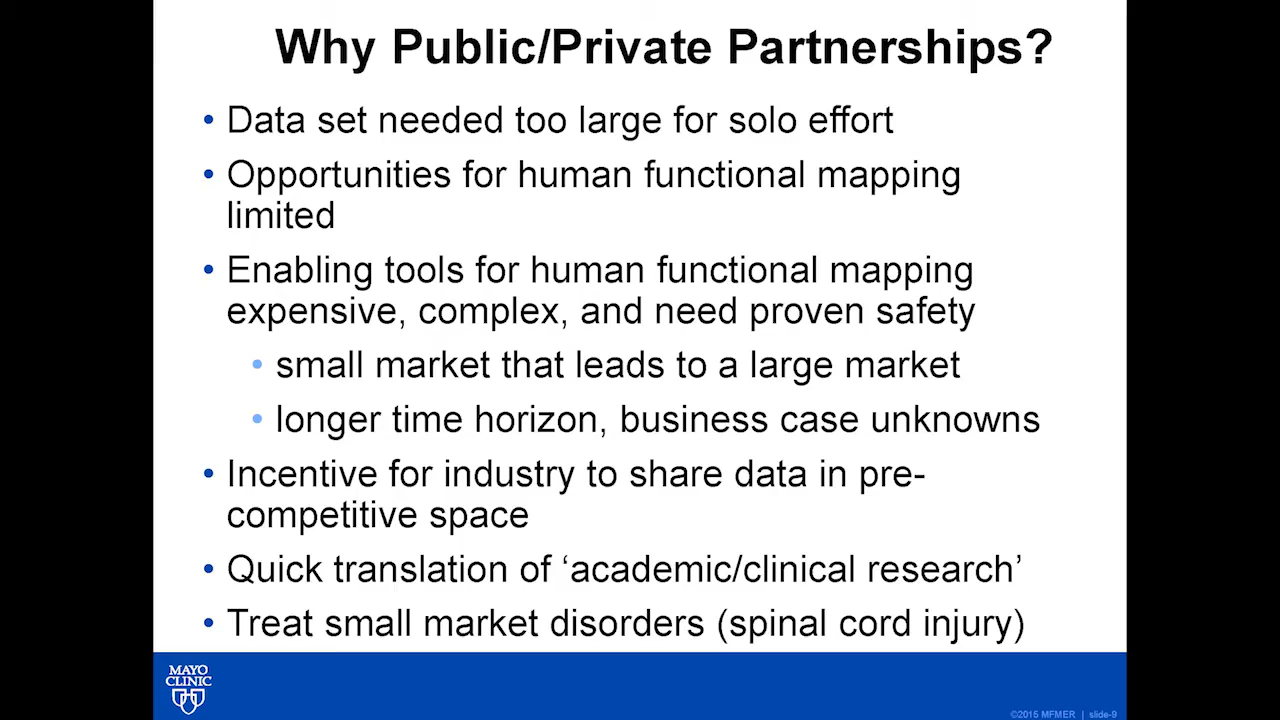 Why Public/Private Partnerships?
• Data set needed too large for solo effort
• Opportunities for human functional mapping
limited
• Enabling tools for human functional mapping
expensive, complex, and need proven safety
• small market that leads to a large market
• longer time horizon, business case unknowns
• Incentive for industry to share data in pre-
competitive space
• Quick translation of ‘academic/clinical research’
• Treat small market disorders (spinal cord injury)
MAYO
CLINIC
©2015 MFMER | slide-9